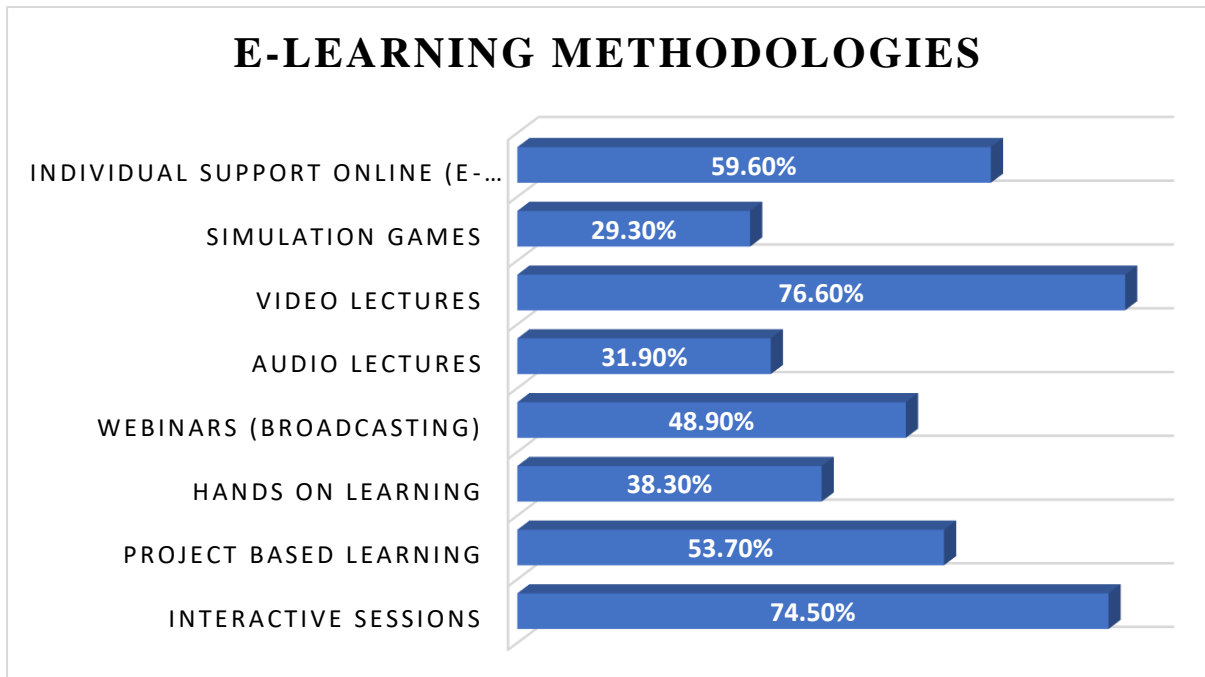 E-LEARNING METHODOLOGIES
INDIVIDUAL SUPPORT ONLINE (E-…
59.60%
SIMULATION GAMES
29.30%
VIDEO LECTURES
76.60%
AUDIO LECTURES
31.90%
WEBINARS (BROADCASTING)
48.90%
HANDS ON LEARNING
38.30%
PROJECT BASED LEARNING
53.70%
INTERACTIVE SESSIONS
74.50%